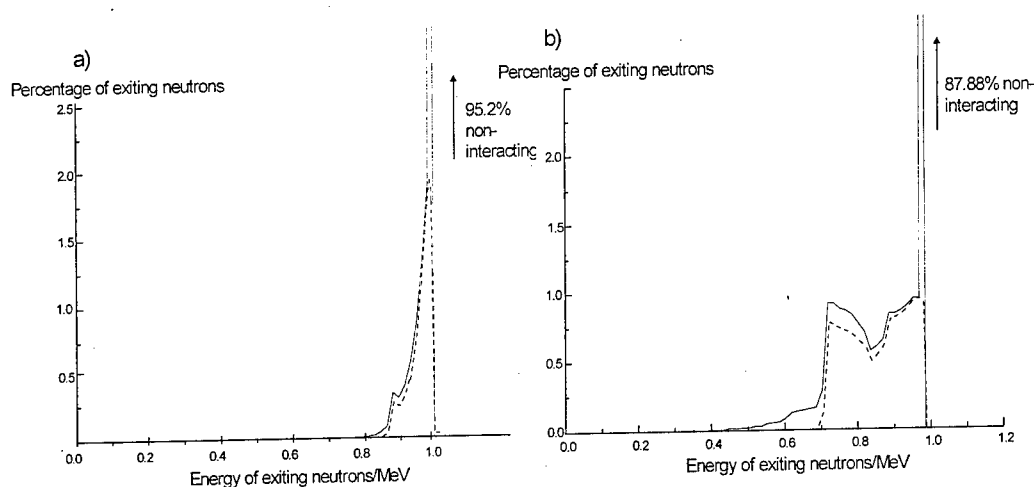 a)
Percentage of exiting neutrons
2.5
2.0
1.5
1.0
0.5
0.0 0.2 0.4 0.6 0.8 1.0
Energy of exiting neutrons/MeV
95.2%
non-
interacting
b)
Percentage of exiting neutrons
2.0
1.5
1.0
0.5
0.0
0.0 0.2 0.4 0.6 0.8 1.0 1.2
Energy of exiting neutrons/MeV
87.88% non-
interacting